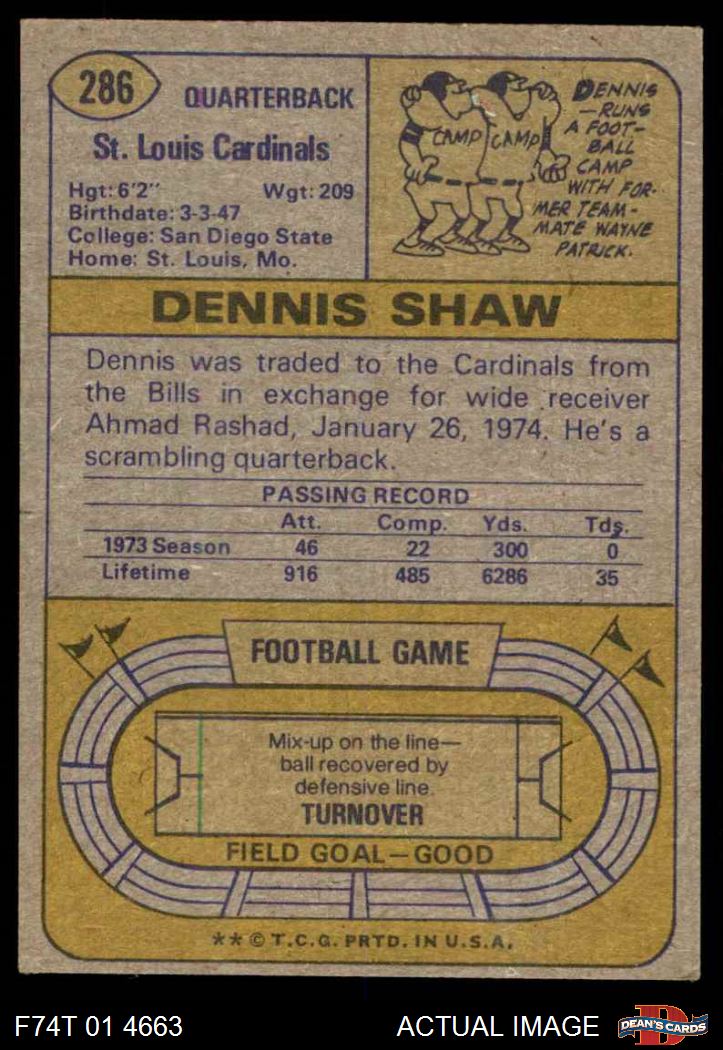 286
QUARTERBACK
St. Louis Cardinals
Hgt: 6'2" Wgt: 209
Birthdate: 3-3-47
College: San Diego State
Home: St. Louis, Mo.
CAMP CAMP
DENNIS
—RUNS
A FOOT-
BALL
CAMP
WITH FOR-
MER TEAM-
MATE WAYNE
PATRICK.
DENNIS SHAW
Dennis was traded to the Cardinals from
the Bills in exchange for wide receiver
Ahmad Rashad, January 26, 1974. He's a
scrambling quarterback.
PASSING RECORD
Att. Comp. Yds. Tds.
1973 Season 46 22 300 0
Lifetime 916 485 6286 35
FOOTBALL GAME
Mix-up on the line—
ball recovered by
defensive line.
TURNOVER
FIELD GOAL—GOOD
** © T.C.G. PRTD. IN U.S.A.
F74T 01 4663 ACTUAL IMAGE
D
DEAN'S CARDS